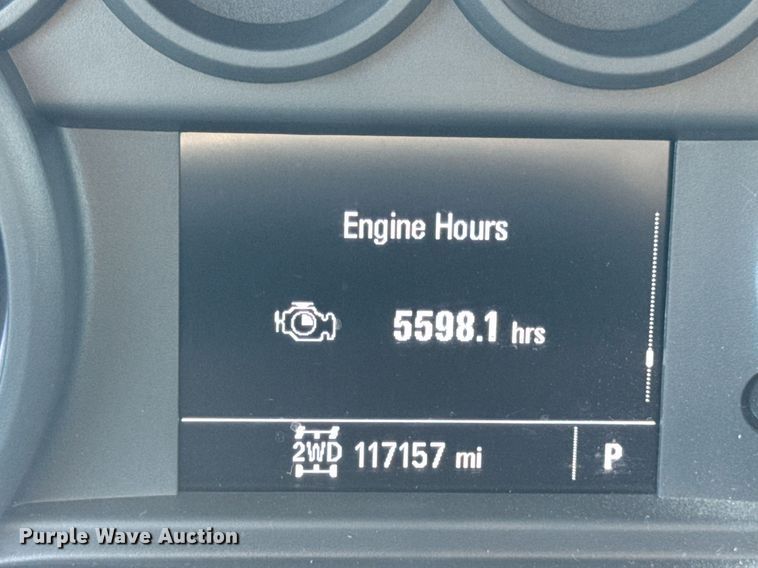 Engine Hours
5598.1 hrs
2WD 117157 mi P
Purple Wave Auction